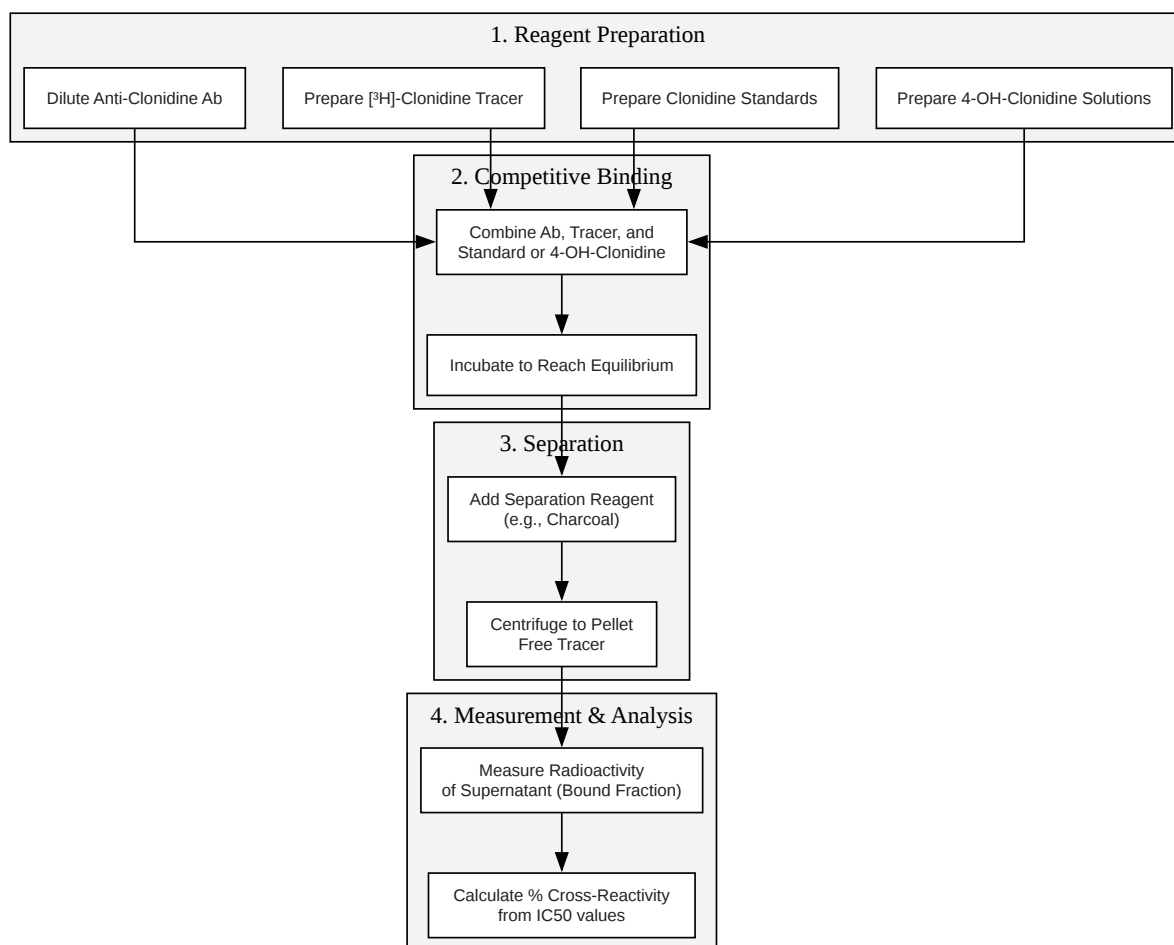 1. Reagent Preparation
Dilute Anti-Clonidine Ab
Prepare [³H]-Clonidine Tracer
Prepare Clonidine Standards
Prepare 4-OH-Clonidine Solutions
2. Competitive Binding
Combine Ab, Tracer, and
Standard or 4-OH-Clonidine
Incubate to Reach Equilibrium
3. Separation
Add Separation Reagent
(e.g., Charcoal)
Centrifuge to Pellet
Free Tracer
4. Measurement & Analysis
Measure Radioactivity
of Supernatant (Bound Fraction)
Calculate % Cross-Reactivity
from IC50 values